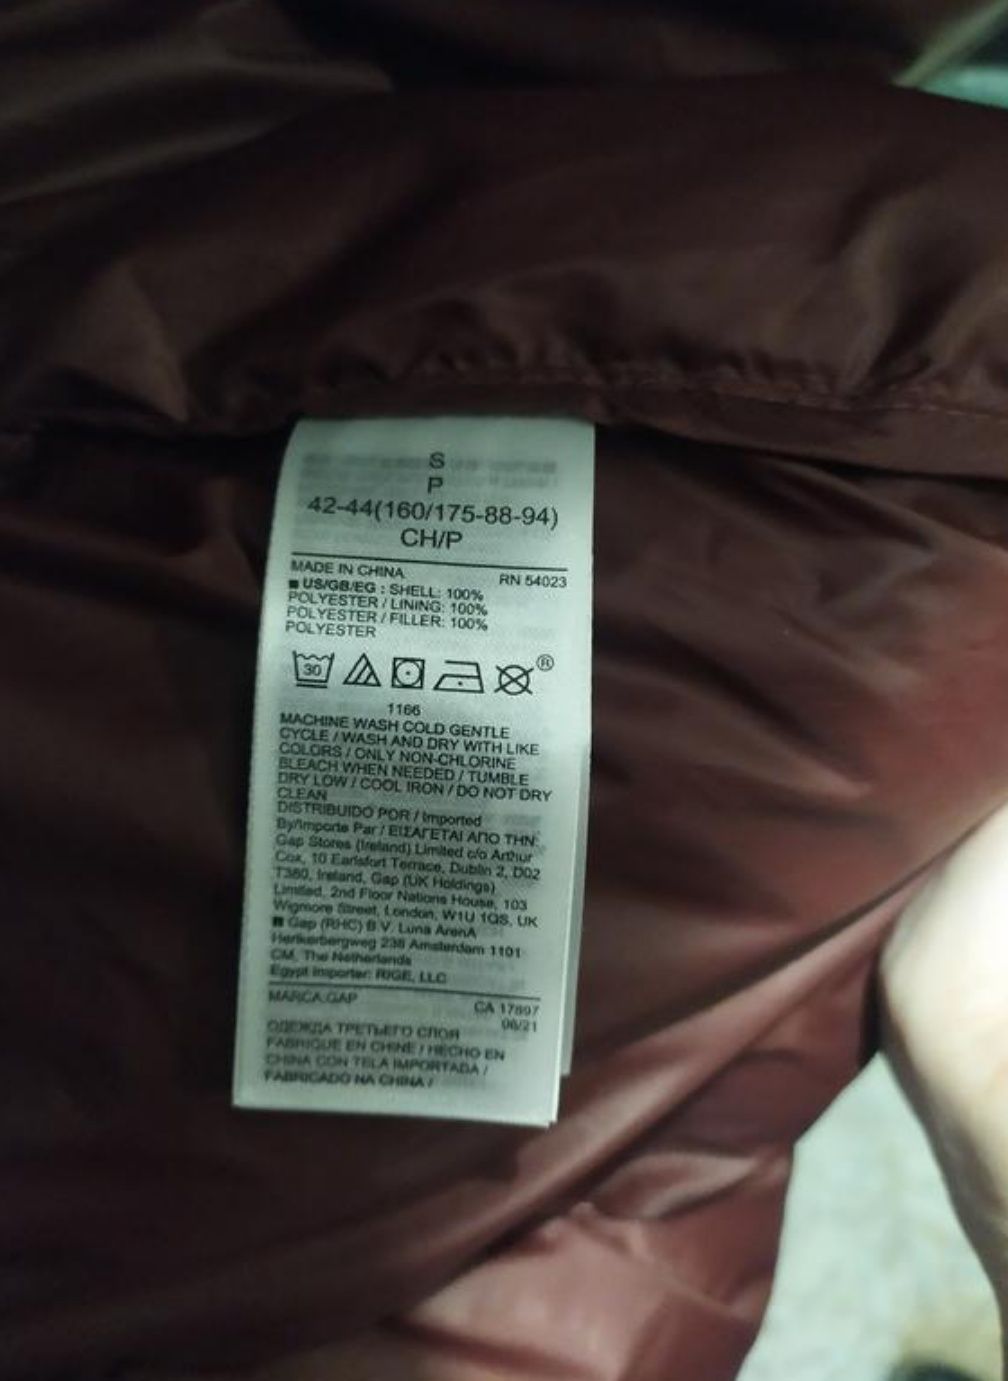 S
P
42-44(160/175-88-94)
CH/P
MADE IN CHINA RN 54023
■ US/GB/EG : SHELL: 100%
POLYESTER / LINING: 100%
POLYESTER / FILLER: 100%
POLYESTER
30 ®
1166
MACHINE WASH COLD GENTLE
CYCLE / WASH AND DRY WITH LIKE
COLORS / ONLY NON-CHLORINE
BLEACH WHEN NEEDED / TUMBLE
DRY LOW / COOL IRON / DO NOT DRY
CLEAN
DISTRIBUIDO POR / Imported
By/Importe Par / ΕΙΣΑΓΕΤΑΙ ΑΠΟ ΤΗΝ:
Gap Stores (Ireland) Limited c/o Arthur
Cox, 10 Earlsfort Terrace, Dublin 2, D02
T380, Ireland, Gap (UK Holdings)
Limited, 2nd Floor Nations House, 103
Wigmore Street, London, W1U 1QS, UK
■ Gap (RHC) B.V. Luna ArenA
Herikerbergweg 238 Amsterdam 1101
CM, The Netherlands
Egypt Importer: RIGE, LLC
MARCA:GAP CA 17897
06/21
ОДЕЖДА ТРЕТЬЕГО СЛОЯ
FABRIQUÉ EN CHINE / HECHO EN
CHINA CON TELA IMPORTADA /
FABRICADO NA CHINA /